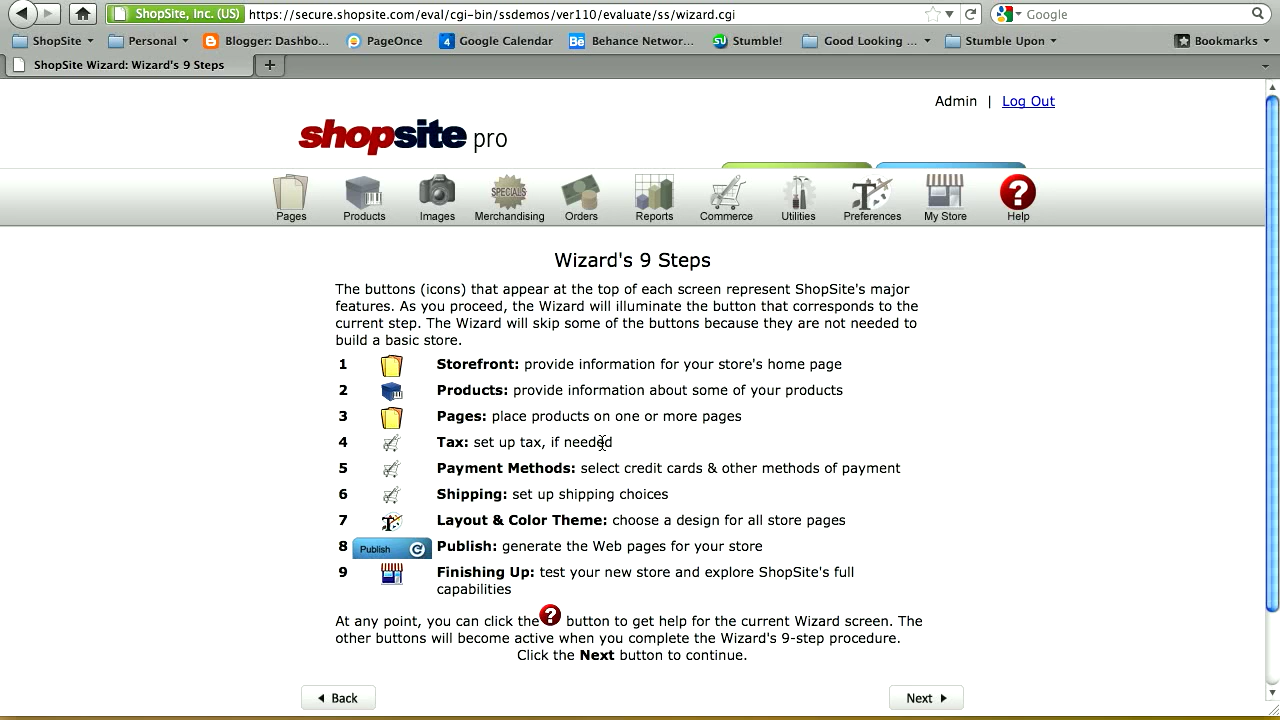 ShopSite, Inc. (US) https://secure.shopsite.com/eval/cgi-bin/ssdemos/ver110/evaluate/ss/wizard.cgi Google
ShopSite Personal Blogger: Dashbo... PageOnce 4 Google Calendar Bē Behance Networ... Stumble! Good Looking ... Stumble Upon Bookmarks
ShopSite Wizard: Wizard's 9 Steps +
Admin | Log Out
shopsite pro
SPECIALS
Pages Products Images Merchandising Orders Reports Commerce Utilities Preferences My Store Help
Wizard's 9 Steps
The buttons (icons) that appear at the top of each screen represent ShopSite's major
features. As you proceed, the Wizard will illuminate the button that corresponds to the
current step. The Wizard will skip some of the buttons because they are not needed to
build a basic store.
1 Storefront: provide information for your store's home page
2 Products: provide information about some of your products
3 Pages: place products on one or more pages
4 Tax: set up tax, if needed
5 Payment Methods: select credit cards & other methods of payment
6 Shipping: set up shipping choices
7 Layout & Color Theme: choose a design for all store pages
8 Publish Publish: generate the Web pages for your store
9 Finishing Up: test your new store and explore ShopSite's full
capabilities
At any point, you can click the ? button to get help for the current Wizard screen. The
other buttons will become active when you complete the Wizard's 9-step procedure.
Click the Next button to continue.
Back Next